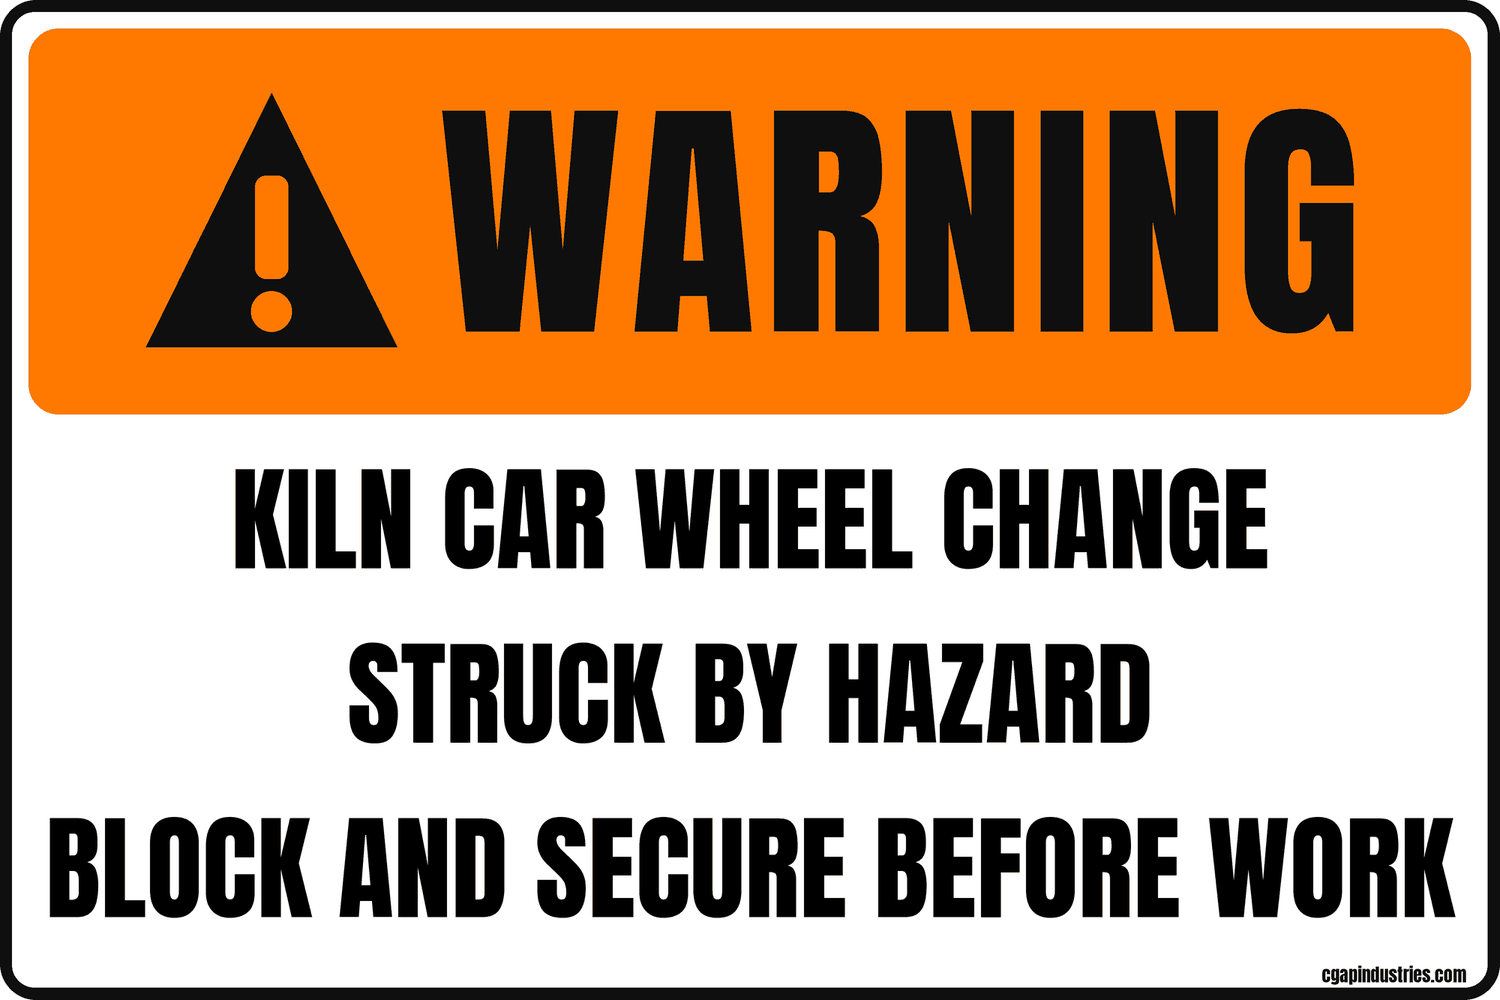 WARNING
KILN CAR WHEEL CHANGE
STRUCK BY HAZARD
BLOCK AND SECURE BEFORE WORK
cgapindustries.com